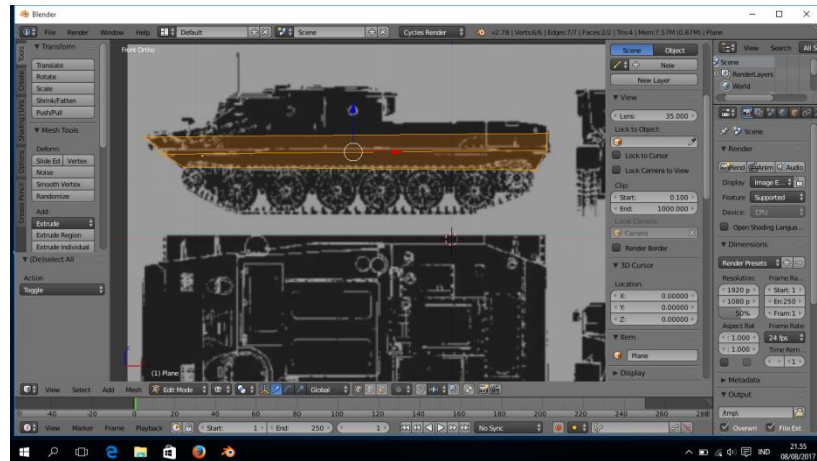 Blender
File Render Window Help Default Scene Cycles Render v2.78 | Verts:6/6 | Edges:7/7 | Faces:2/2 | Tris:4 | Mem:7.57M (0.87M) | Plane
Tools
Create
Shading / UVs
Options
Grease Pencil
Transform
Translate
Rotate
Scale
Shrink/Fatten
Push/Pull
Mesh Tools
Deform:
Slide Ed Vertex
Noise
Smooth Vertex
Randomize
Add:
Extrude
Extrude Region
Extrude Individual
(De)select All
Action
Toggle
Front Ortho
(1) Plane
Scene Object
New
New Layer
View
Lens: 35.000
Lock to Object:
Lock to Cursor
Lock Camera to View
Clip
Start: 0.100
End: 1000.000
Local Camera:
Camera
Render Border
3D Cursor
Location:
X: 0.00000
Y: 0.00000
Z: 0.00000
Item
Plane
Display
View Search All S
Scene
RenderLayers
World
Scene
Render
Rend Anim Audio
Display Image E...
Feature Supported
Device: CPU
Open Shading Langua...
Dimensions
Render Presets
Resolution: Frame Ra...
1920 p Start: 1
1080 p En:250
50% Fram:1
Aspect Rat Frame Rate:
: 1.000 24 fps
: 1.000 Time Rem...
Metadata
Output
/tmp\
Overwri File Ext
View Select Add Mesh Edit Mode Global
-40 -20 0 20 40 60 80 100 120 140 160 180 200 220 240 260 280
View Marker Frame Playback Start: 1 End: 250 1 No Sync
IND
21.55
08/08/2017